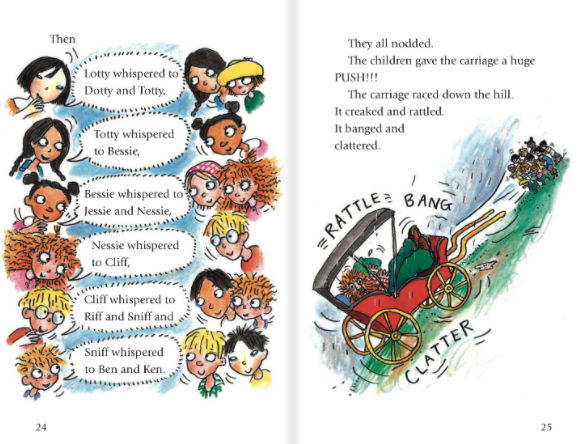 Then
Lotty whispered to
Dotty and Totty,
Totty whispered
to Bessie,
Bessie whispered to
Jessie and Nessie,
Nessie whispered
to Cliff,
Cliff whispered to
Riff and Sniff and
Sniff whispered
to Ben and Ken.
24
They all nodded.
The children gave the carriage a huge
PUSH!!!
The carriage raced down the hill.
It creaked and rattled.
It banged and
clattered.
RATTLE BANG
CLATTER
25